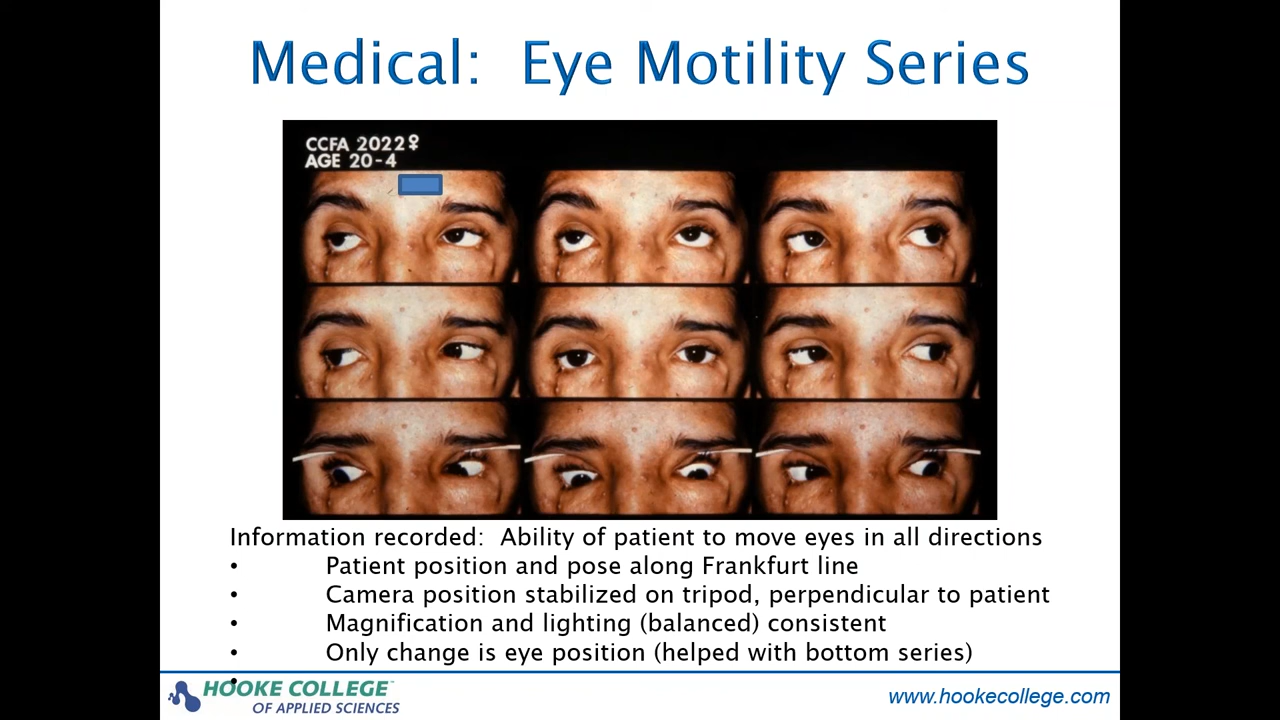 Medical:  Eye Motility Series
CCFA 2022♀
AGE 20-4
Information recorded:  Ability of patient to move eyes in all directions
• Patient position and pose along Frankfurt line
• Camera position stabilized on tripod, perpendicular to patient
• Magnification and lighting (balanced) consistent
• Only change is eye position (helped with bottom series)
•
HOOKE COLLEGE
OF APPLIED SCIENCES
www.hookecollege.com